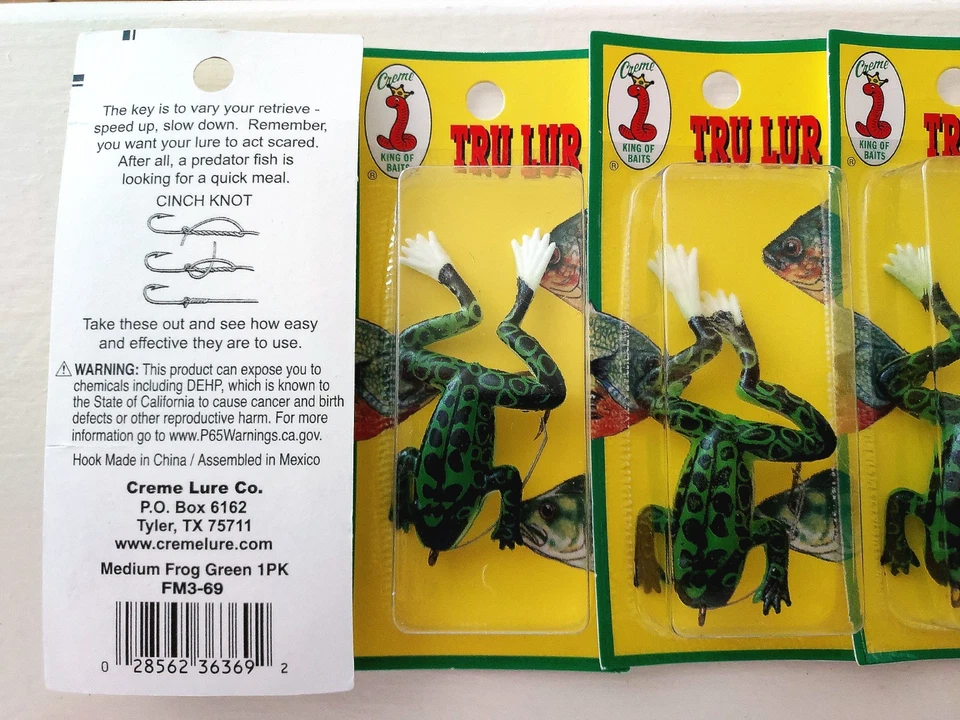 The key is to vary your retrieve -
speed up, slow down. Remember,
you want your lure to act scared.
After all, a predator fish is
looking for a quick meal.
CINCH KNOT
Take these out and see how easy
and effective they are to use.
⚠ WARNING: This product can expose you to
chemicals including DEHP, which is known to
the State of California to cause cancer and birth
defects or other reproductive harm. For more
information go to www.P65Warnings.ca.gov.
Hook Made in China / Assembled in Mexico
Creme Lure Co.
P.O. Box 6162
Tyler, TX 75711
www.cremelure.com
Medium Frog Green 1PK
FM3-69
0 28562 36369 2
Creme
KING OF
BAITS
®
TRU LUR
Creme
KING OF
BAITS
®
TRU LUR
Creme
KING OF
BAITS
®
TR